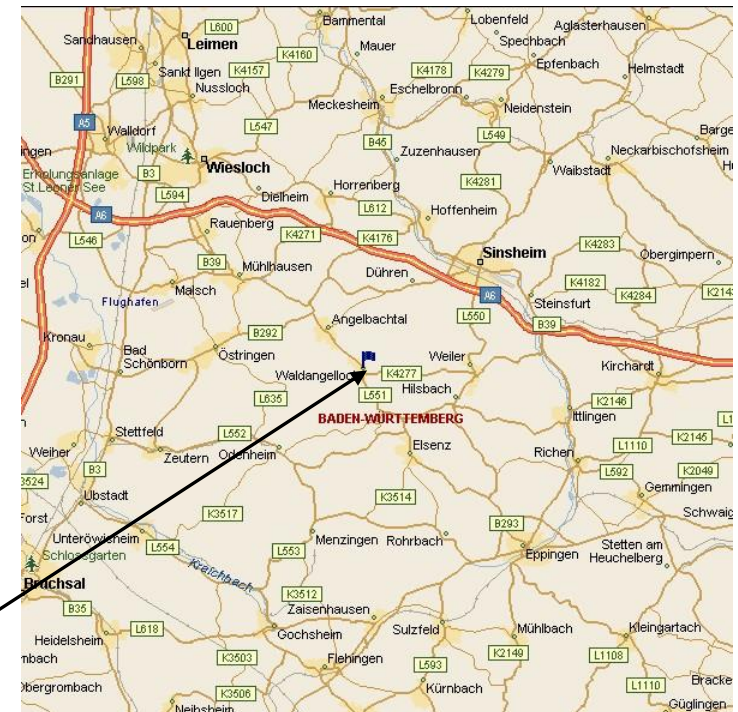 L600
Bammental
Lobenfeld
Aglasterhausen
Sandhausen
Leimen
Mauer
Spechbach
K4160
Epfenbach
B291
L598
Sankt Ilgen
K4157
K4178
K4279
Helmstadt
Nussloch
Eschelbronn
Meckesheim
Neidenstein
A5
L547
Walldorf
B45
L549
Wildpark
Zuzenhausen
Neckarbischofsheim
Wiesloch
Waibstadt
Erholungsanlage
St.Leoner See
B3
L594
Horrenberg
K4281
Dielheim
A6
L612
Hoffenheim
Rauenberg
L546
K4271
K4176
Sinsheim
K4283
B39
Mühlhausen
Dühren
Obergimpern
K4182
K4284
Malsch
A6
Flughafen
Steinsfurt
Angelbachtal
L550
B39
B292
Kronau
Bad
Schönborn
Östringen
Weiler
Kirchardt
Waldangelloc
K4277
Hilsbach
L635
L551
K2146
BADEN-WÜRTTEMBERG
Ittlingen
Stettfeld
L552
Elsenz
L1110
K2145
Weiher
Zeutern
Odenheim
Richen
B3
L592
K2049
3524
Gemmingen
Ubstadt
K3514
Forst
K3517
B293
Schwaig
Unteröwisheim
L554
L553
Menzingen
Rohrbach
Stetten am
Heuchelberg
Schlossgarten
Eppingen
Kraichbach
Bruchsal
K3512
Zaisenhausen
B35
L618
Gochsheim
Sulzfeld
Mühlbach
Kleingartach
Heidelsheim
K3503
K2149
L1108
Flehingen
L593
Obergrombach
K3506
Kürnbach
L1110
Bracke
Neibsheim
Güglingen